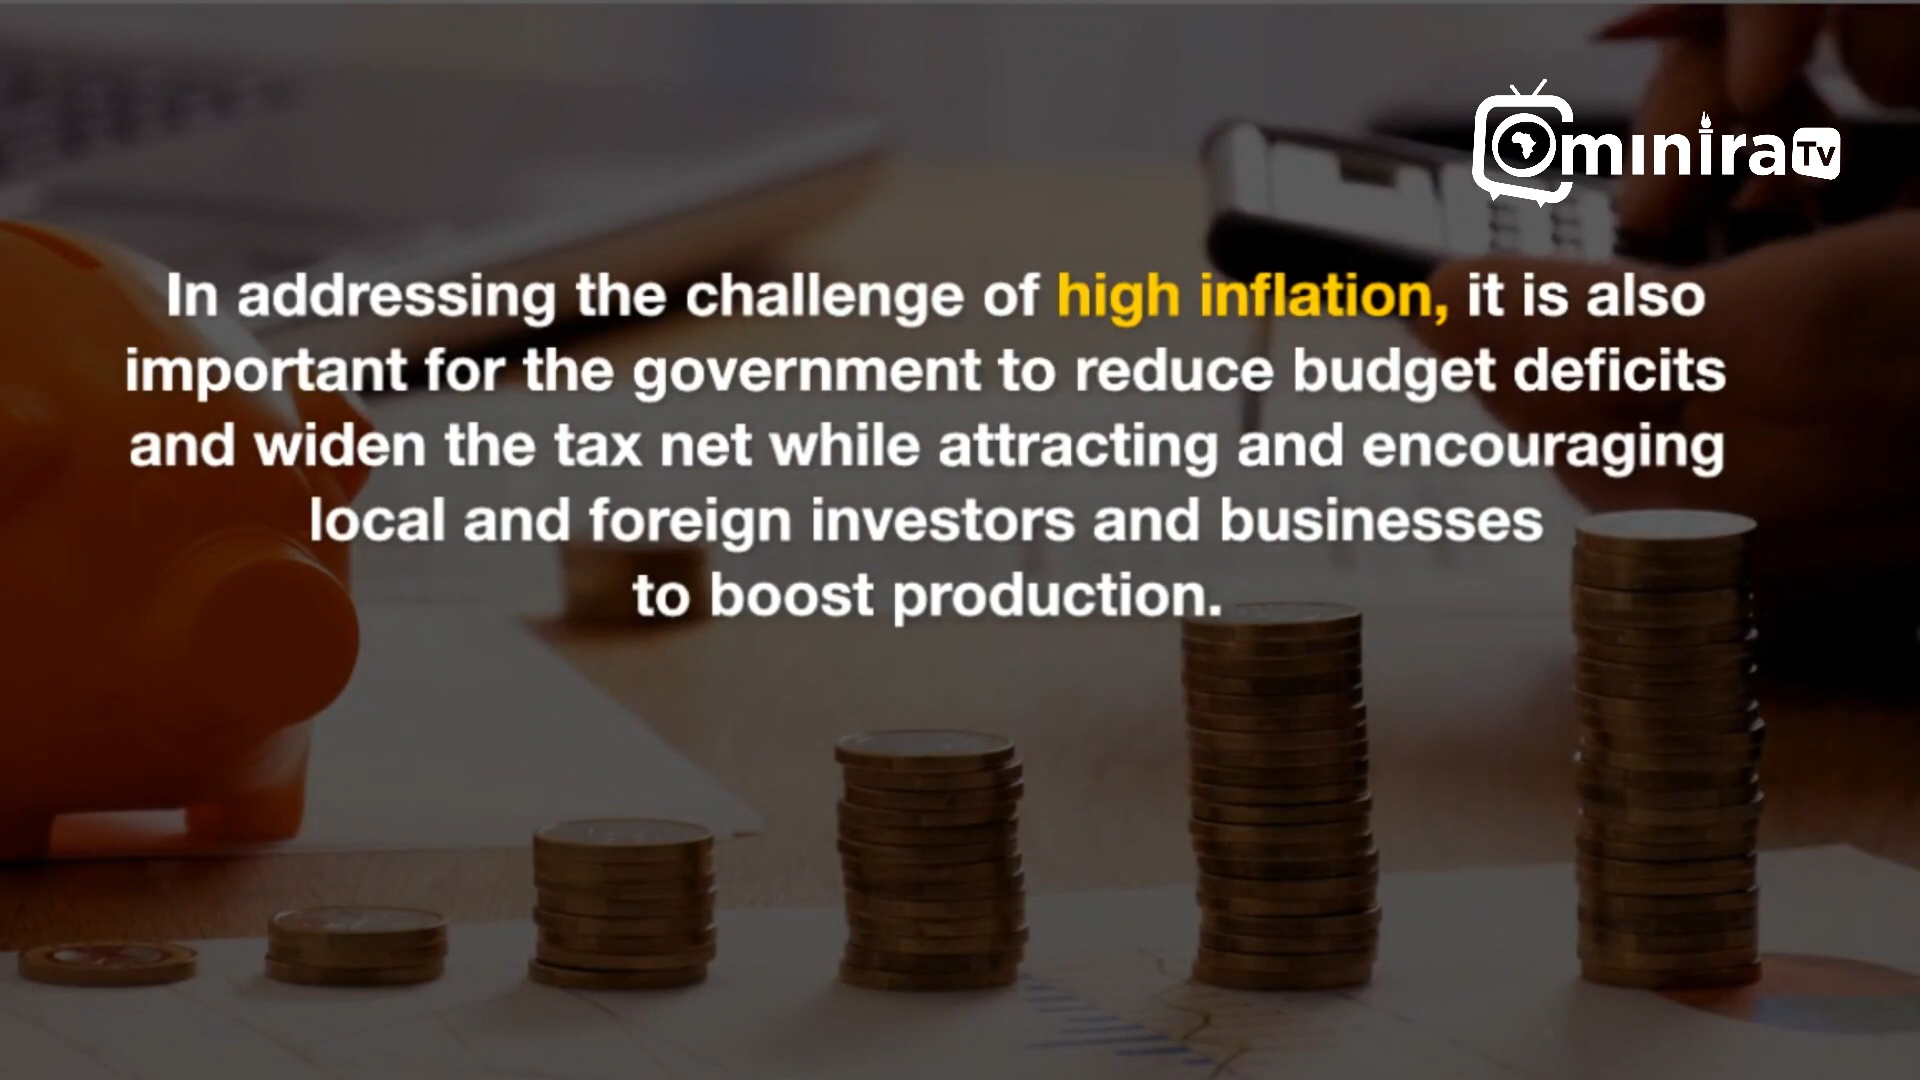 Ominira TV
In addressing the challenge of high inflation, it is also
important for the government to reduce budget deficits
and widen the tax net while attracting and encouraging
local and foreign investors and businesses
to boost production.